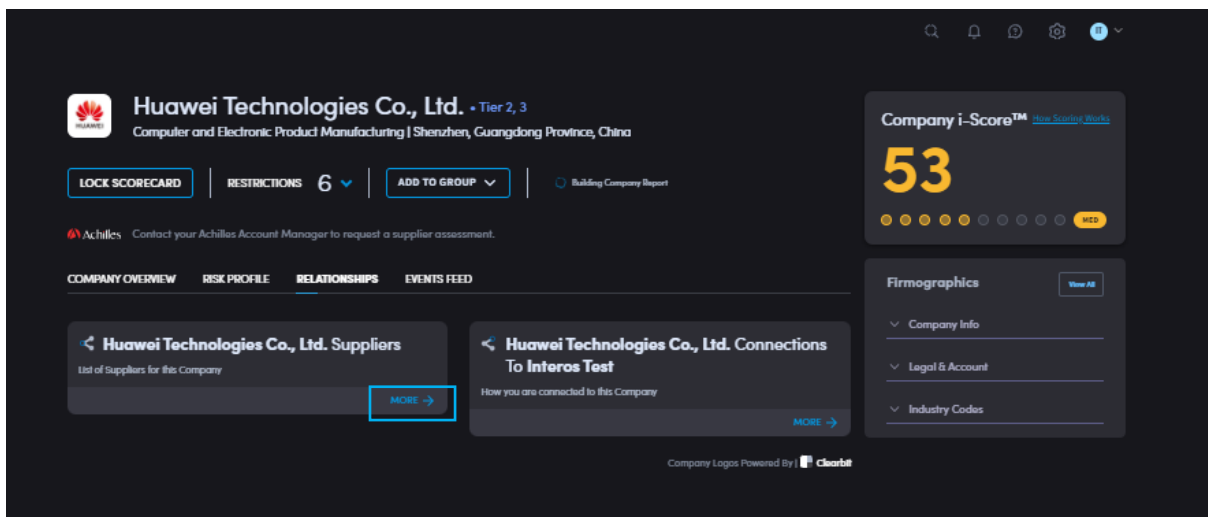 IT
HUAWEI
Huawei Technologies Co., Ltd. • Tier 2, 3
Computer and Electronic Product Manufacturing | Shenzhen, Guangdong Province, China
LOCK SCORECARD
RESTRICTIONS 6
ADD TO GROUP
Building Company Report
Achilles Contact your Achilles Account Manager to request a supplier assessment.
COMPANY OVERVIEW RISK PROFILE RELATIONSHIPS EVENTS FEED
Huawei Technologies Co., Ltd. Suppliers
List of Suppliers for this Company
MORE →
Huawei Technologies Co., Ltd. Connections
To Interos Test
How you are connected to this Company
MORE →
Company Logos Powered By | Clearbit
Company i-Score™ How Scoring Works
53
MED
Firmographics View All
Company Info
Legal & Account
Industry Codes